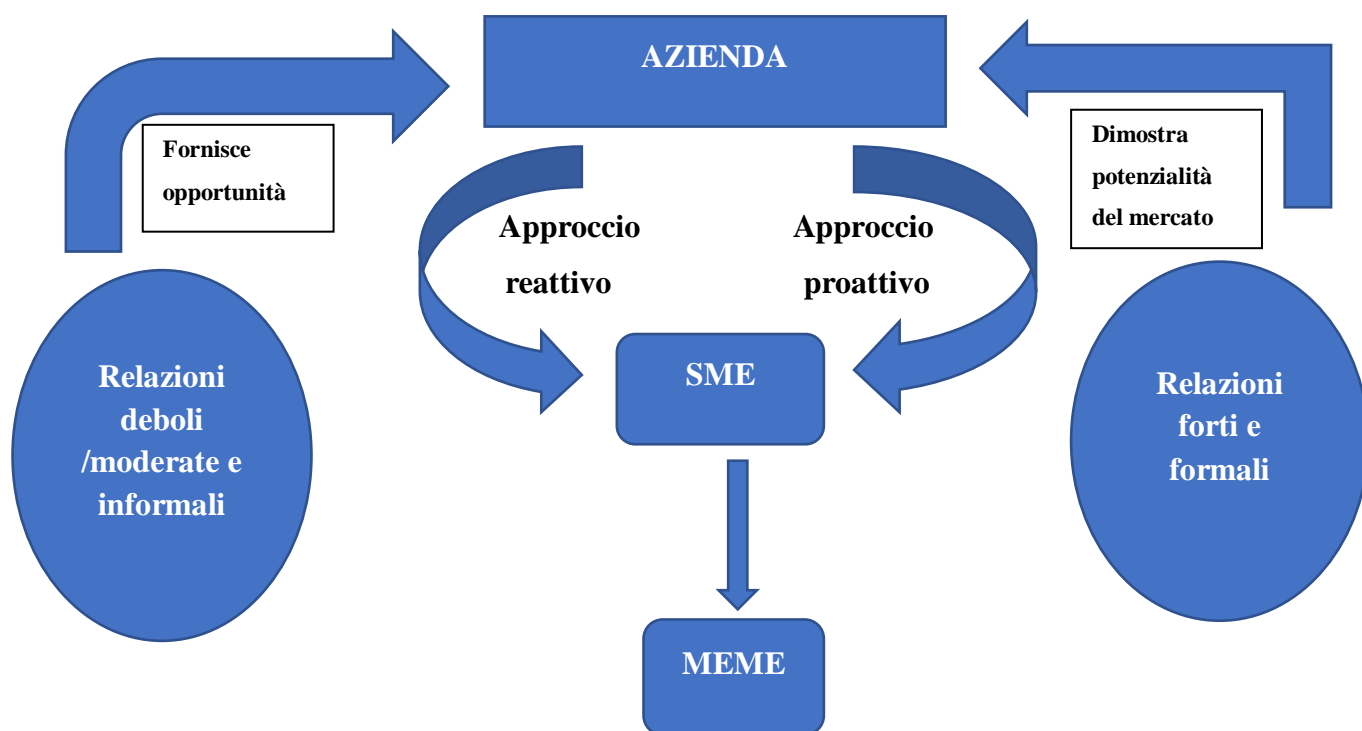 AZIENDA
Fornisce
opportunità
Dimostra
potenzialità
del mercato
Approccio
reattivo
Approccio
proattivo
Relazioni
deboli
/moderate e
informali
SME
Relazioni
forti e
formali
MEME